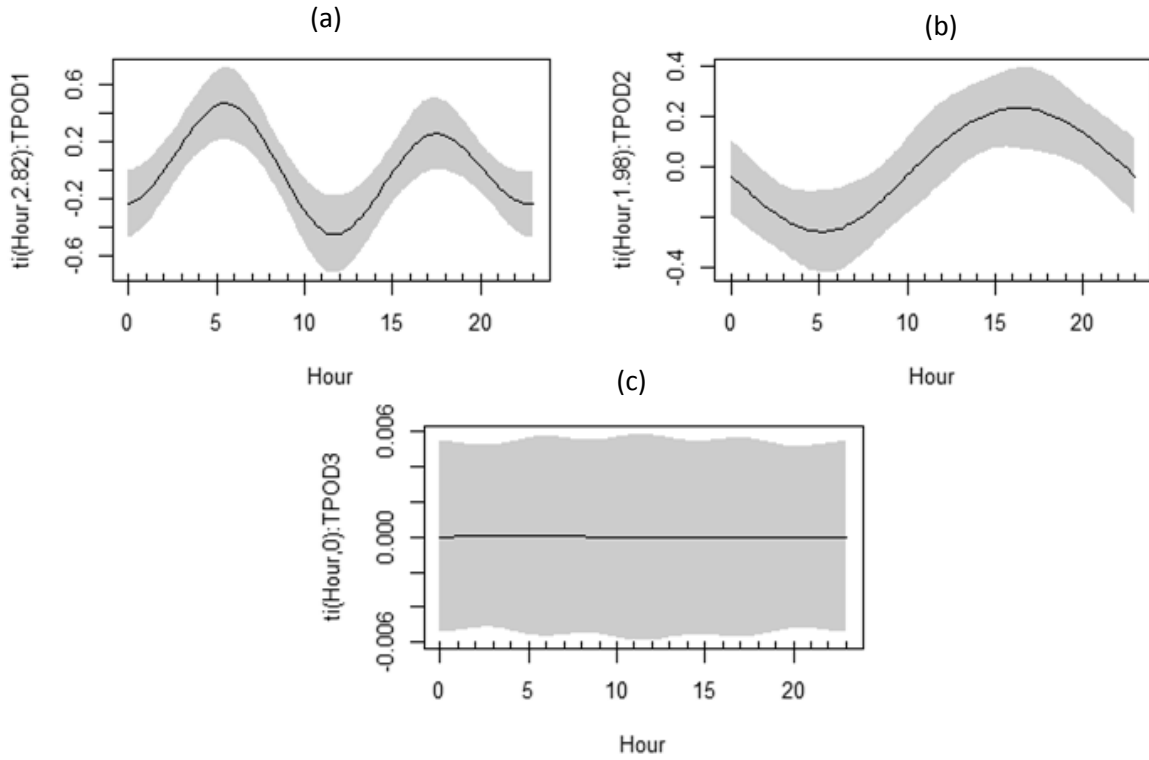 (a)
ti(Hour,2.82):TPOD1
0.6
0.2
-0.2
-0.6
0 5 10 15 20
Hour
(b)
ti(Hour,1.98):TPOD2
0.4
0.2
0.0
-0.4
0 5 10 15 20
Hour
(c)
ti(Hour,0):TPOD3
0.006
0.000
-0.006
0 5 10 15 20
Hour